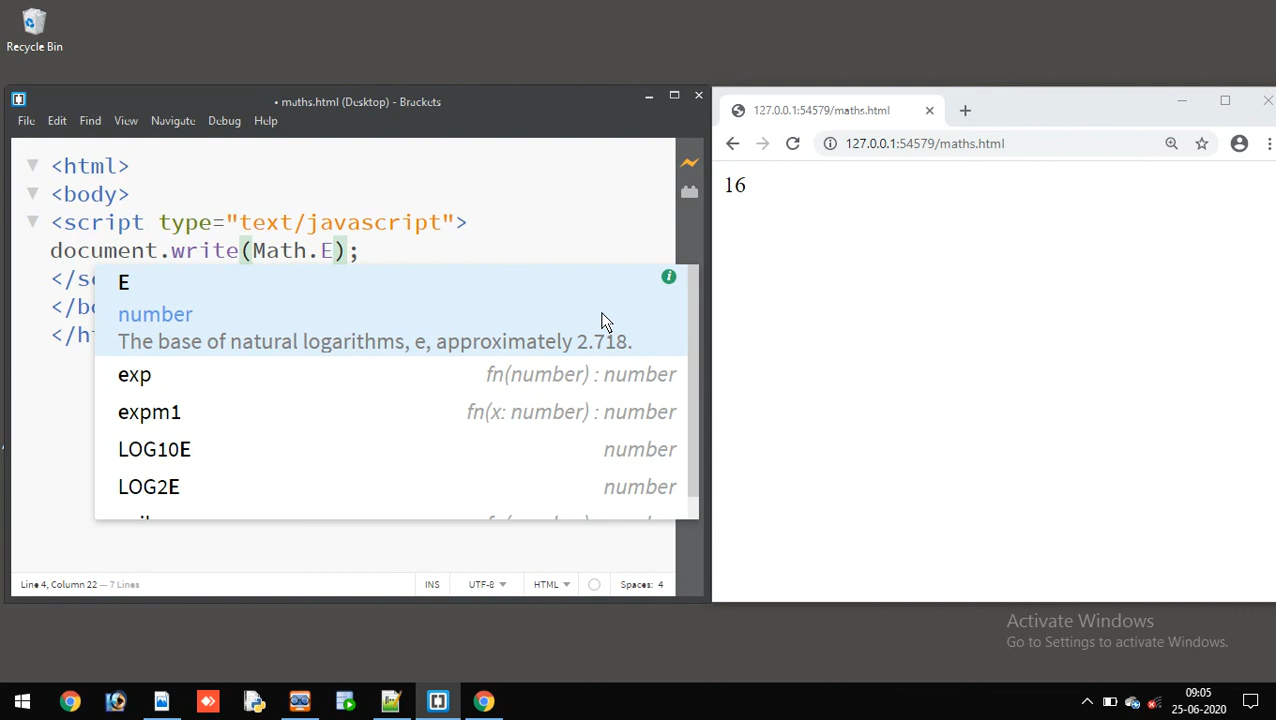 Recycle Bin
• maths.html (Desktop) - Brackets
File Edit Find View Navigate Debug Help
<html>
<body>
<script type="text/javascript">
document.write(Math.E);
</sc
</bo
</ht
E
number
The base of natural logarithms, e, approximately 2.718.
exp fn(number) : number
expm1 fn(x: number) : number
LOG10E number
LOG2E number
Line 4, Column 22 — 7 Lines
INS UTF-8 HTML Spaces: 4
127.0.0.1:54579/maths.html
127.0.0.1:54579/maths.html
16
Activate Windows
Go to Settings to activate Windows.
09:05
25-06-2020